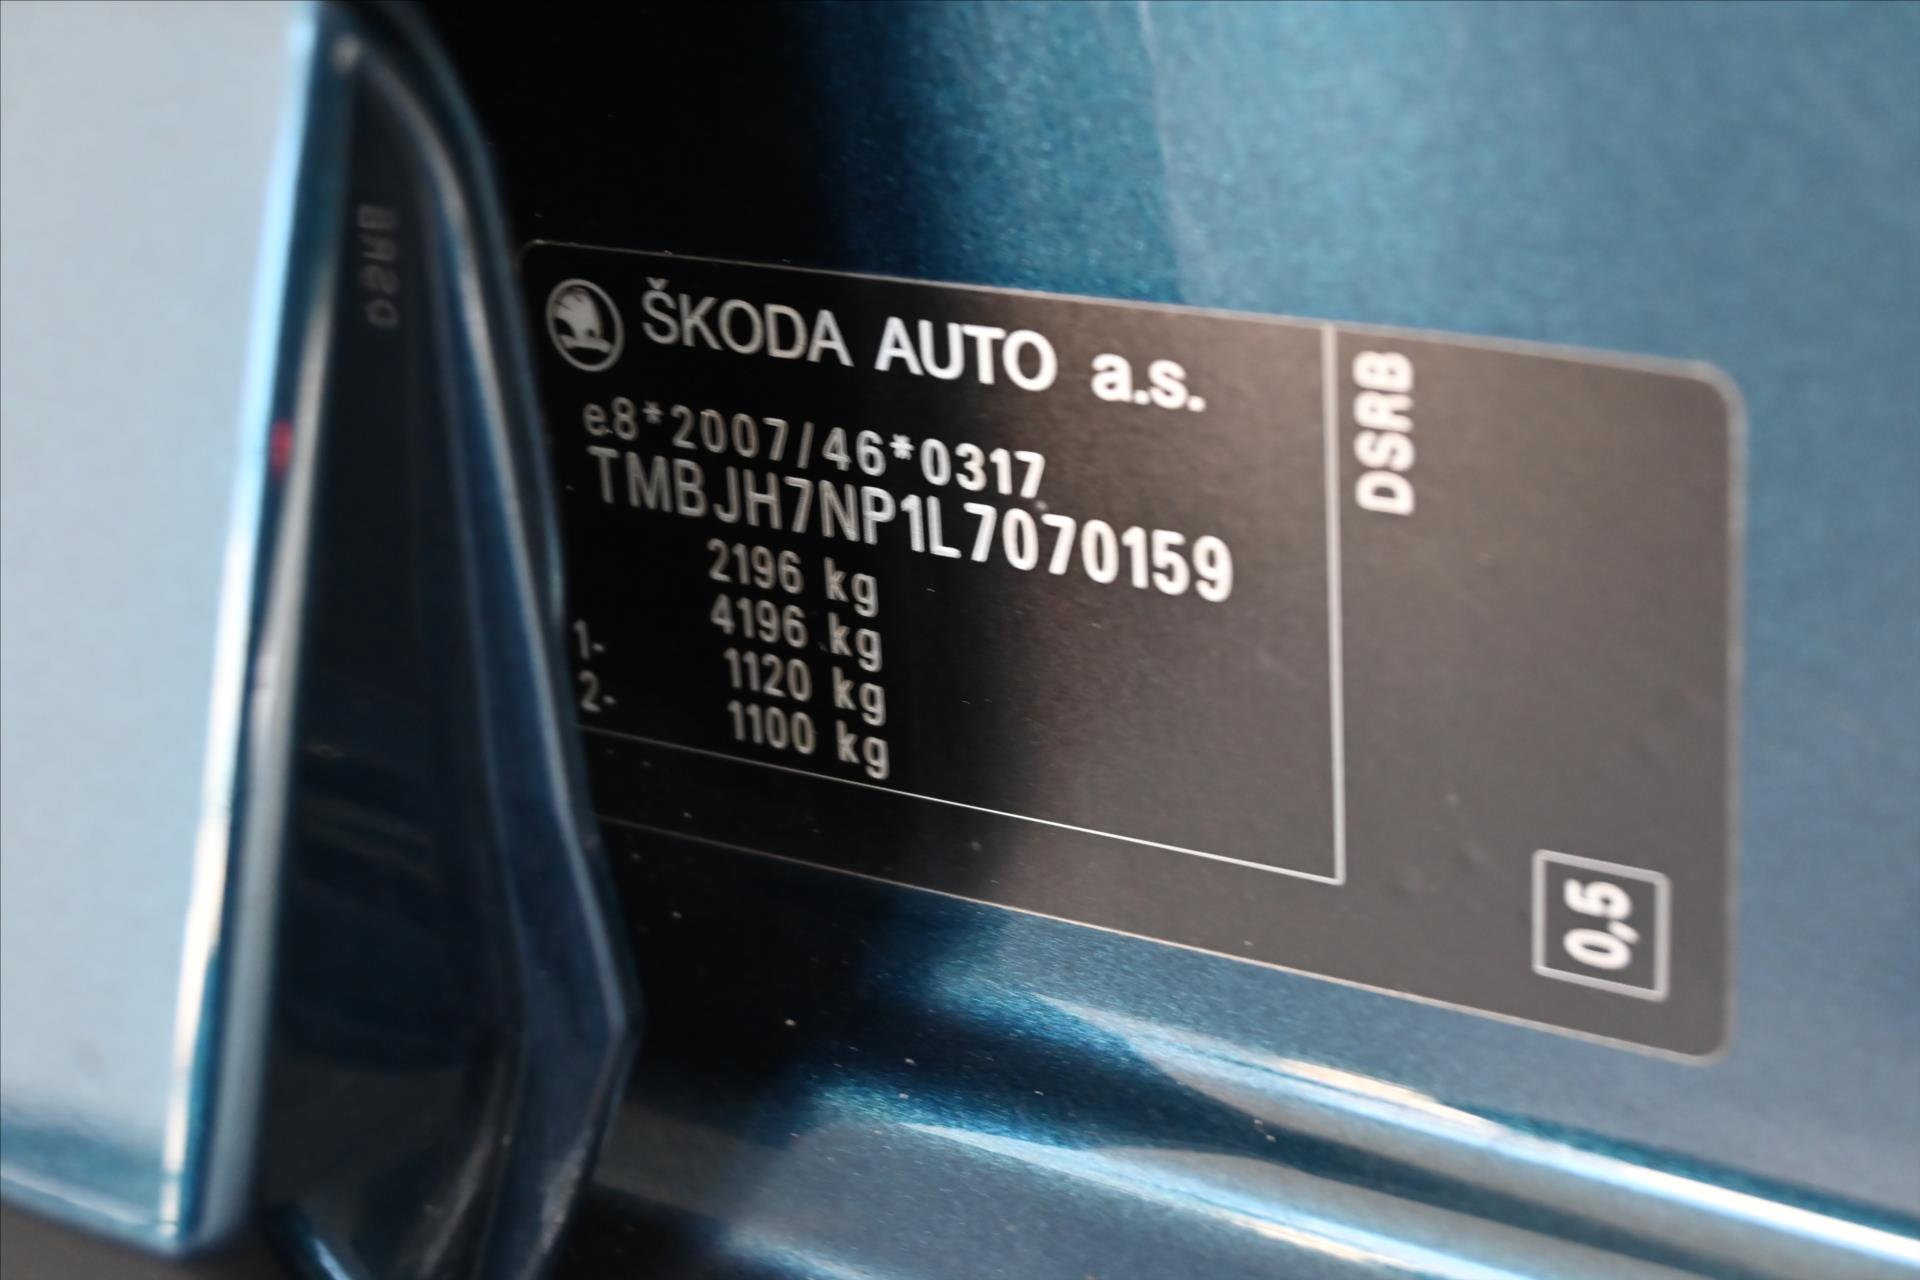 ŠKODA AUTO a.s.
e8*2007/46*0317
TMBJH7NP1L7070159
2196 kg
4196 kg
1- 1120 kg
2- 1100 kg
DSRB
0,5